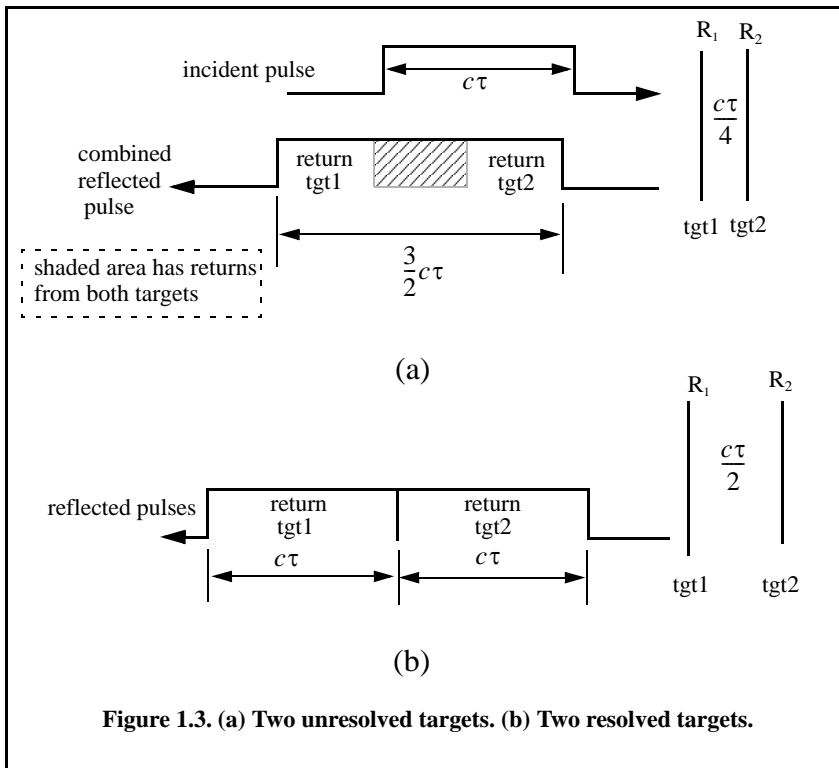 R₁ R₂
incident pulse
cτ
cτ/4
combined
reflected
pulse
return
tgt1
return
tgt2
tgt1 tgt2
3/2 cτ
shaded area has returns
from both targets
(a)
R₁ R₂
cτ/2
reflected pulses
return
tgt1
return
tgt2
cτ cτ
tgt1 tgt2
(b)
Figure 1.3. (a) Two unresolved targets. (b) Two resolved targets.